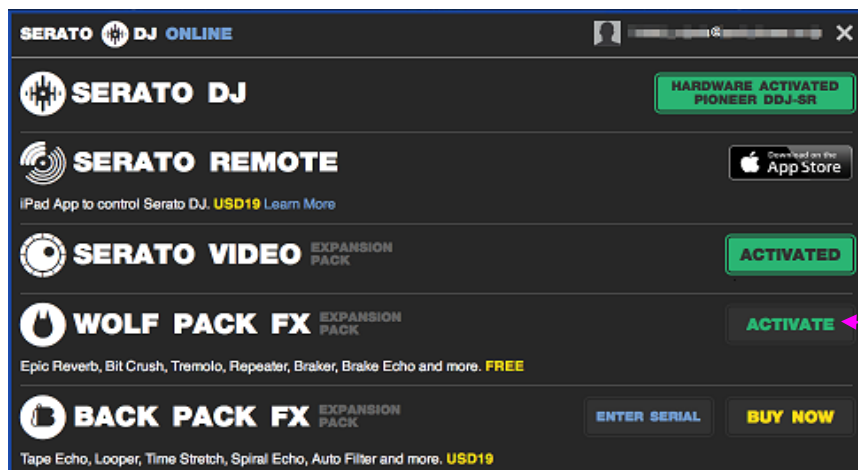 SERATO DJ ONLINE
SERATO DJ
HARDWARE ACTIVATED
PIONEER DDJ-SR
SERATO REMOTE
Download on the
App Store
iPad App to control Serato DJ. USD19 Learn More
SERATO VIDEO EXPANSION
PACK
ACTIVATED
WOLF PACK FX EXPANSION
PACK
ACTIVATE
Epic Reverb, Bit Crush, Tremolo, Repeater, Braker, Brake Echo and more. FREE
BACK PACK FX EXPANSION
PACK
ENTER SERIAL
BUY NOW
Tape Echo, Looper, Time Stretch, Spiral Echo, Auto Filter and more. USD19